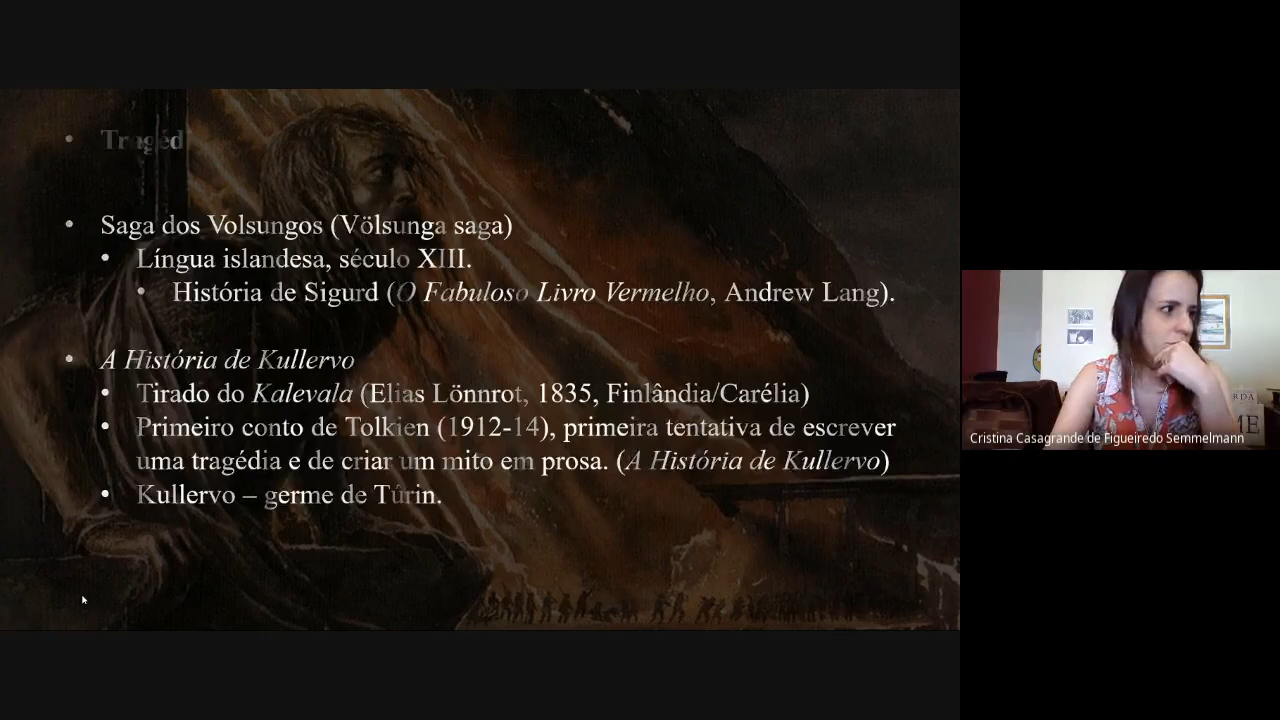 • Tragéd
• Saga dos Volsungos (Völsunga saga)
• Língua islandesa, século XIII.
• História de Sigurd (O Fabuloso Livro Vermelho, Andrew Lang).
• A História de Kullervo
• Tirado do Kalevala (Elias Lönnrot, 1835, Finlândia/Carélia)
• Primeiro conto de Tolkien (1912-14), primeira tentativa de escrever
uma tragédia e de criar um mito em prosa. (A História de Kullervo)
• Kullervo – germe de Túrin.
RDA
ME
Cristina Casagrande de Figueiredo Semmelmann